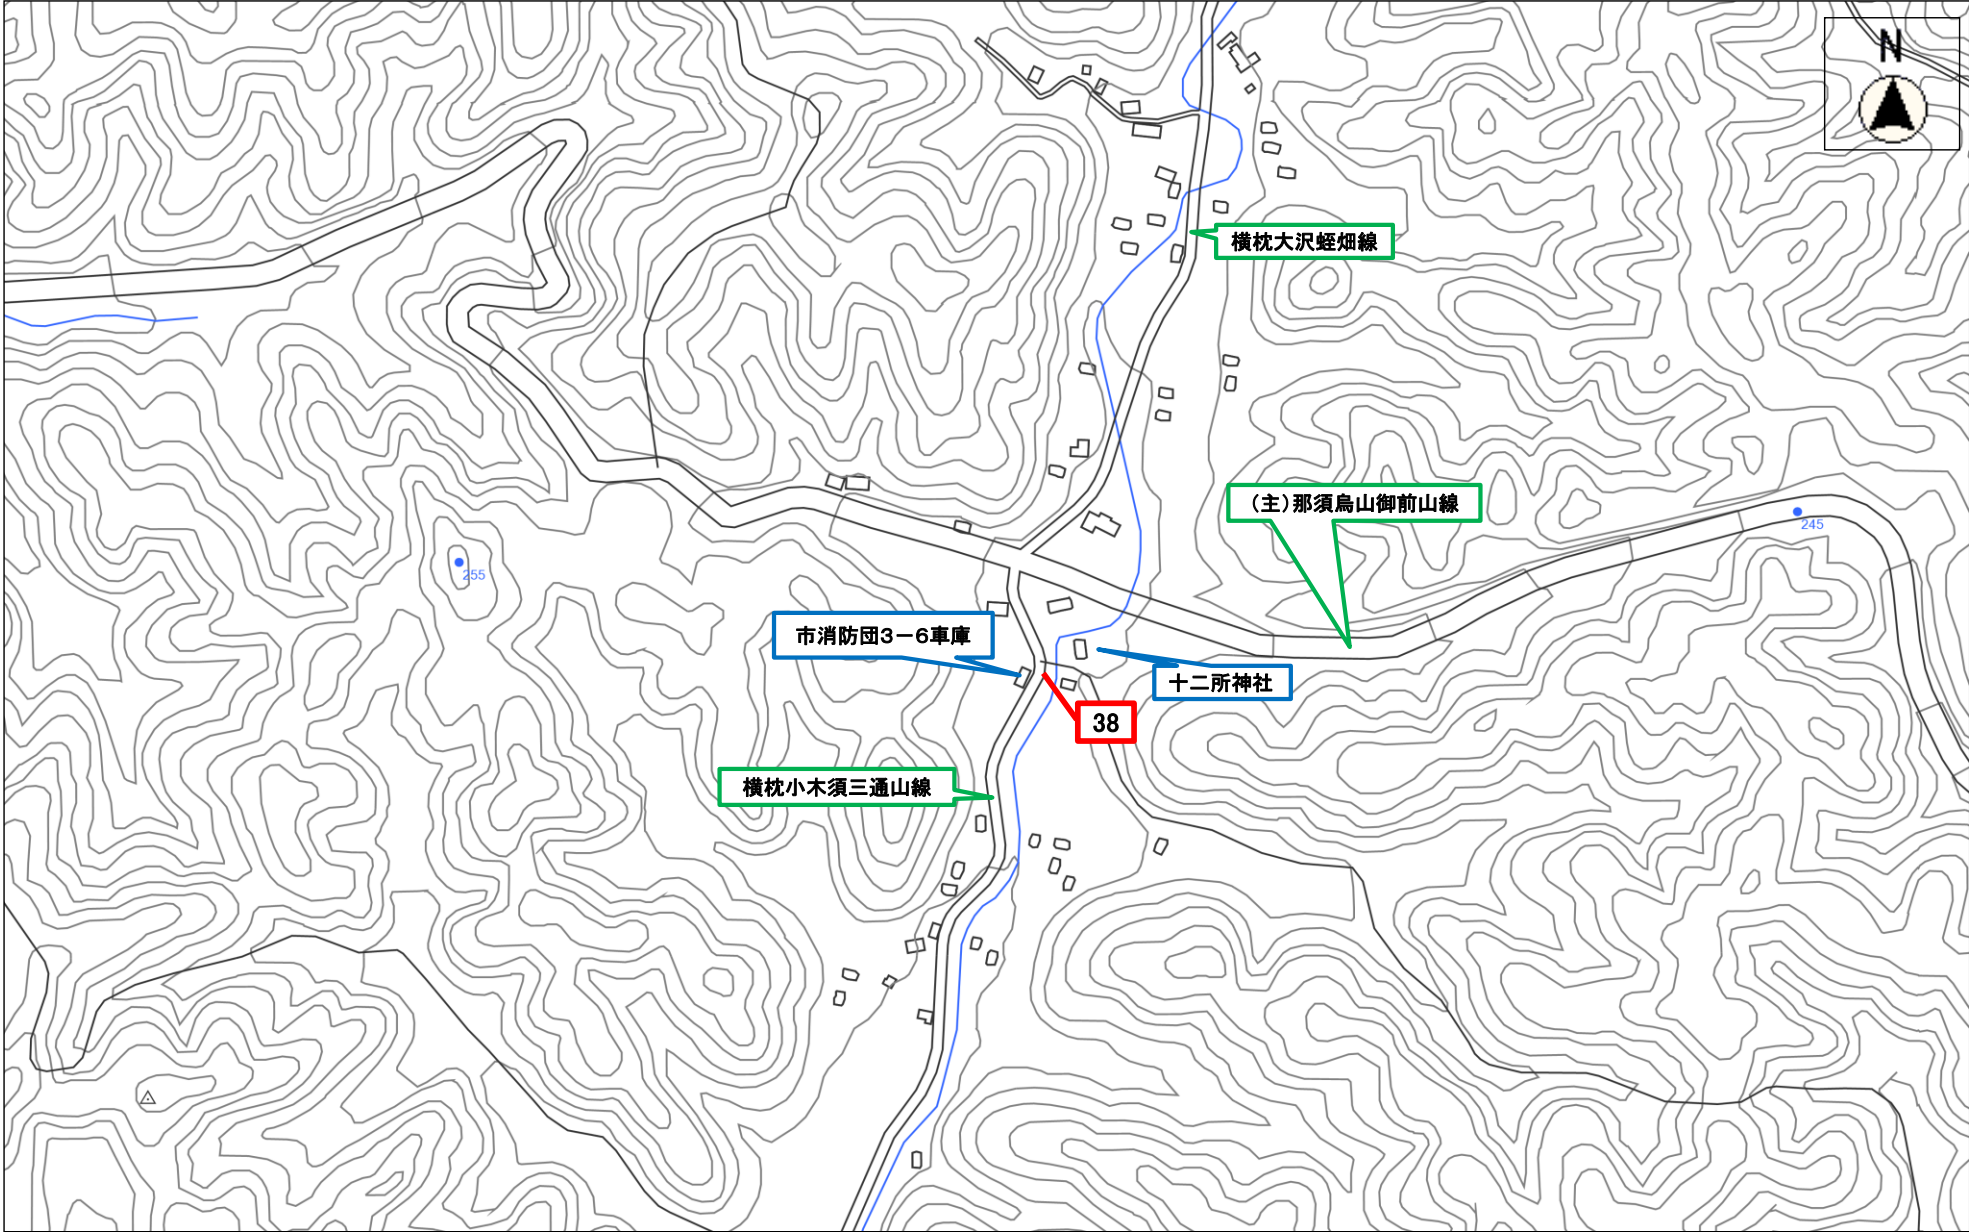 N
横枕大沢蛭畑線
(主)那須烏山御前山線
245
255
市消防団3-6車庫
十二所神社
38
横枕小木須三通山線